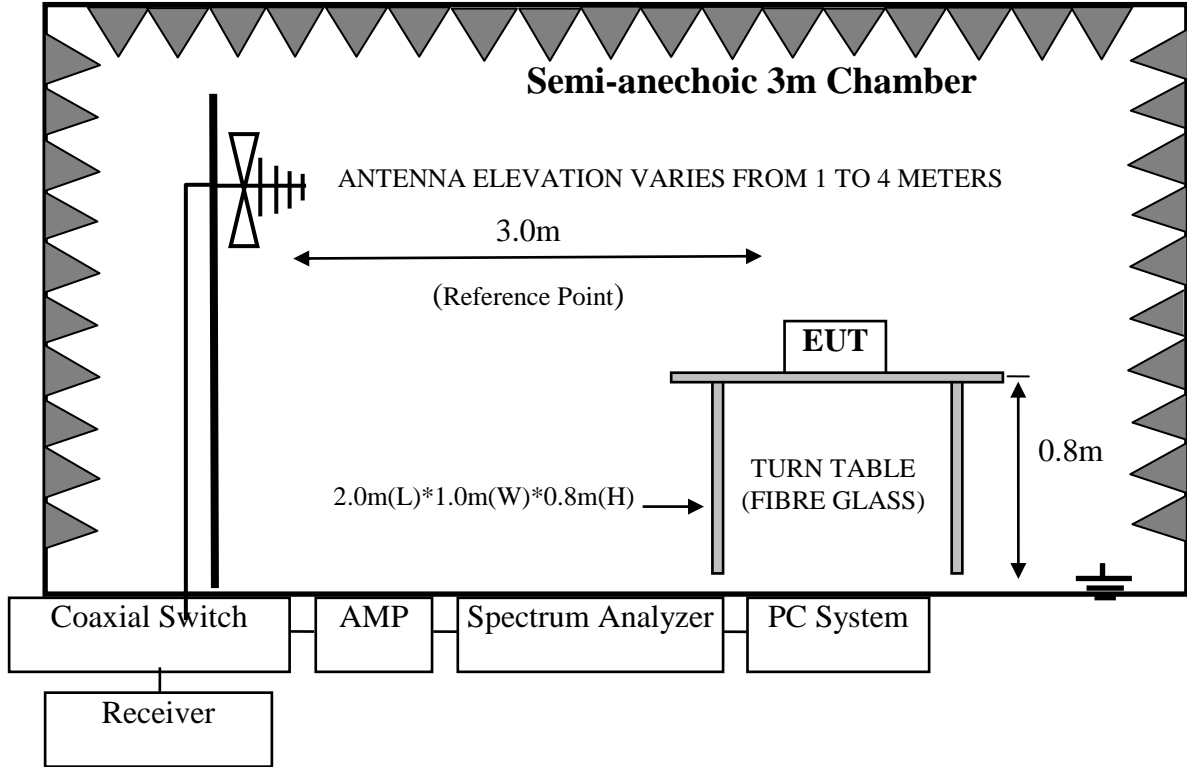 Semi-anechoic 3m Chamber
ANTENNA ELEVATION VARIES FROM 1 TO 4 METERS
3.0m
(Reference Point)
EUT
0.8m
TURN TABLE
(FIBRE GLASS)
2.0m(L)*1.0m(W)*0.8m(H)
Coaxial Switch
AMP
Spectrum Analyzer
PC System
Receiver